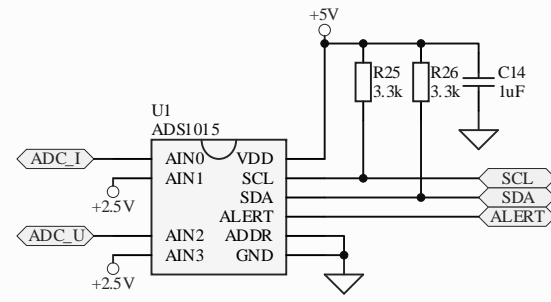 +5V
R25
3.3k
R26
3.3k
C14
1uF
U1
ADS1015
ADC_I
AIN0
VDD
AIN1
SCL
SCL
+2.5V
SDA
SDA
ALERT
ALERT
ADC_U
AIN2
ADDR
AIN3
GND
+2.5V